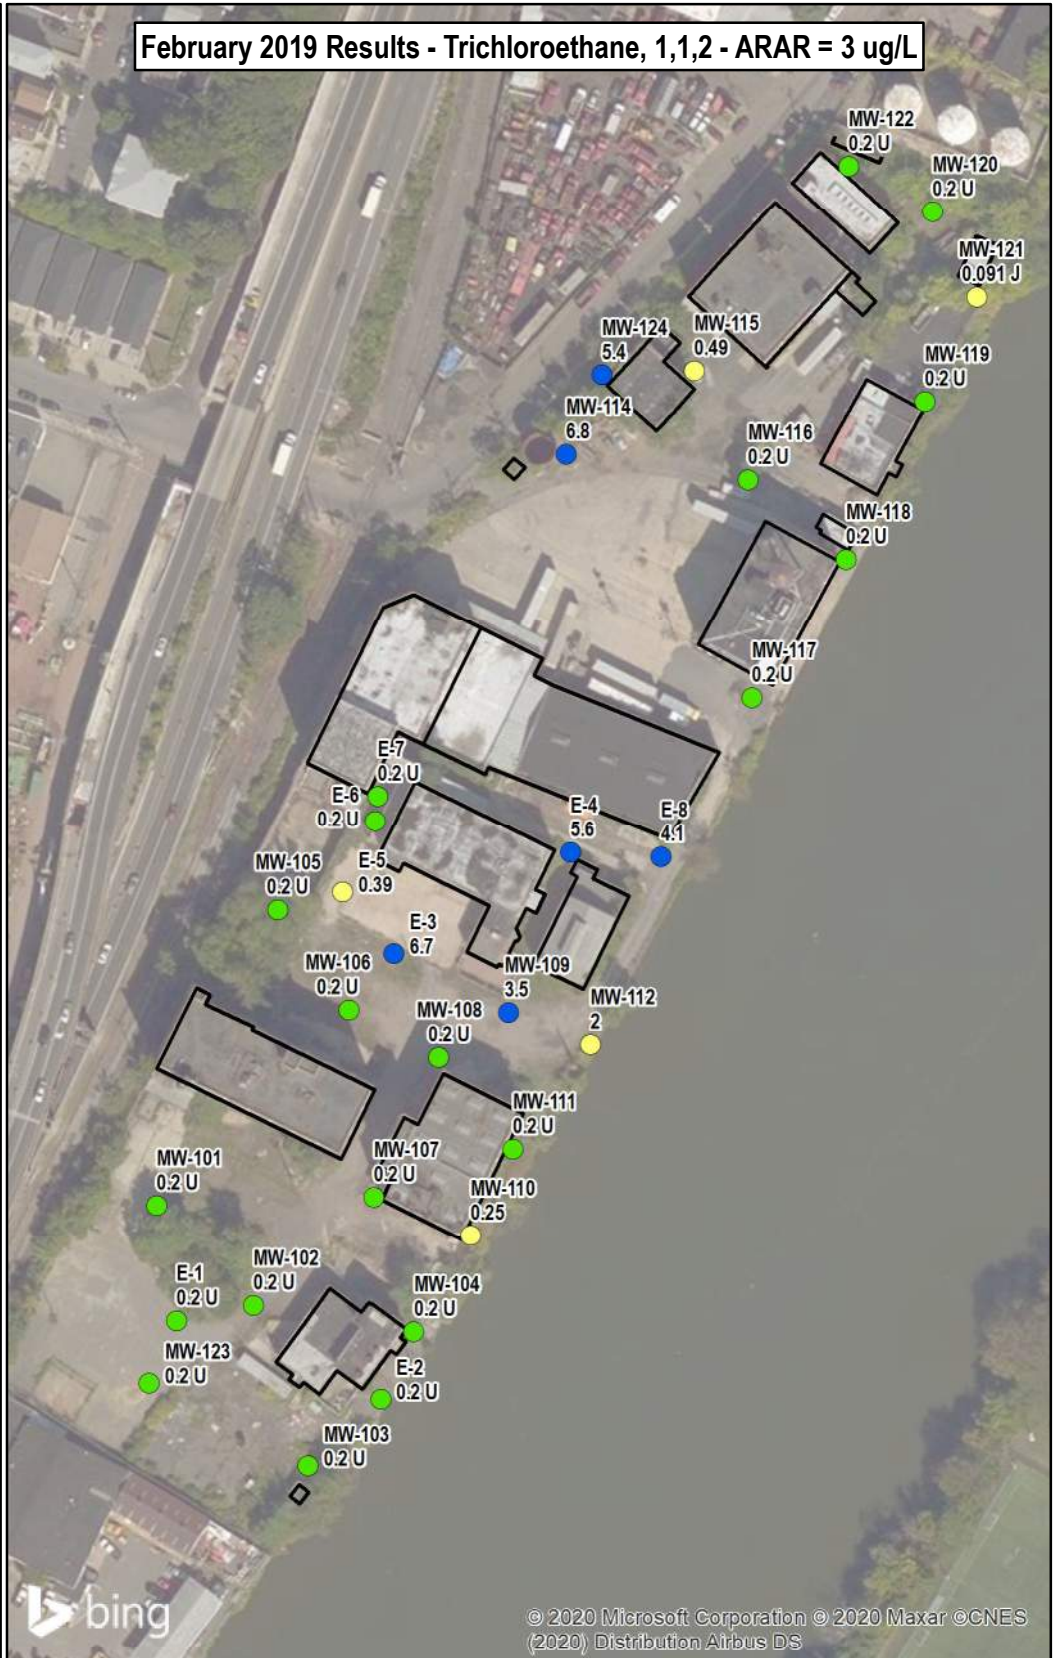 February 2019 Results - Trichloroethane, 1,1,2 - ARAR = 3 ug/L
MW-122
0.2 U
MW-120
0.2 U
MW-121
0.091 J
MW-124
5.4
MW-115
0.49
MW-119
0.2 U
MW-114
6.8
MW-116
0.2 U
MW-118
0.2 U
MW-117
0.2 U
E-7
0.2 U
E-6
0.2 U
E-4
5.6
E-8
4.1
MW-105
0.2 U
E-5
0.39
E-3
6.7
MW-106
0.2 U
MW-109
3.5
MW-112
2
MW-108
0.2 U
MW-111
0.2 U
MW-107
0.2 U
MW-101
0.2 U
MW-110
0.25
MW-102
0.2 U
E-1
0.2 U
MW-104
0.2 U
MW-123
0.2 U
E-2
0.2 U
MW-103
0.2 U
bing
© 2020 Microsoft Corporation © 2020 Maxar ©CNES
(2020) Distribution Airbus DS